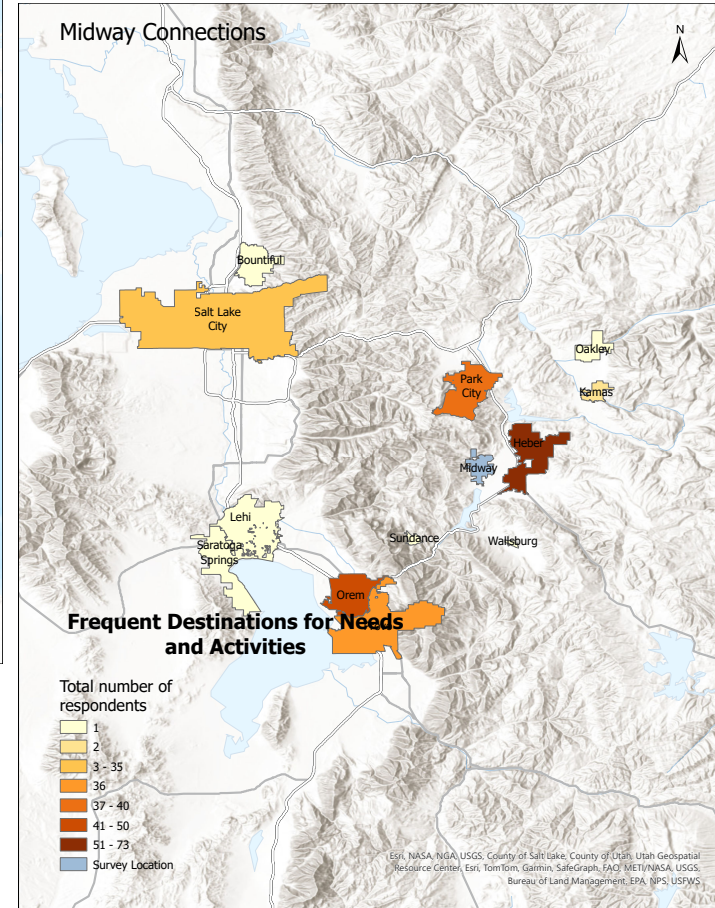 Midway Connections
N
Bountiful
Salt Lake
City
Oakley
Park
City
Kamas
Heber
Midway
Lehi
Saratoga
Springs
Sundance
Wallsburg
Orem
Frequent Destinations for Needs
and Activities
Total number of
respondents
1
2
3 - 35
36
37 - 40
41 - 50
51 - 73
Survey Location
Esri, NASA, NGA, USGS, County of Salt Lake, County of Utah, Utah Geospatial
Resource Center, Esri, TomTom, Garmin, SafeGraph, FAO, METI/NASA, USGS,
Bureau of Land Management, EPA, NPS, USFWS